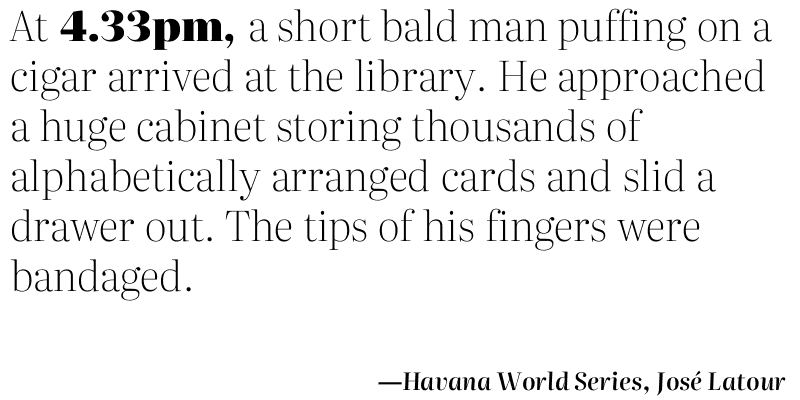 At 4.33pm, a short bald man puffing on a
cigar arrived at the library. He approached
a huge cabinet storing thousands of
alphabetically arranged cards and slid a
drawer out. The tips of his fingers were
bandaged.
—Havana World Series, José Latour